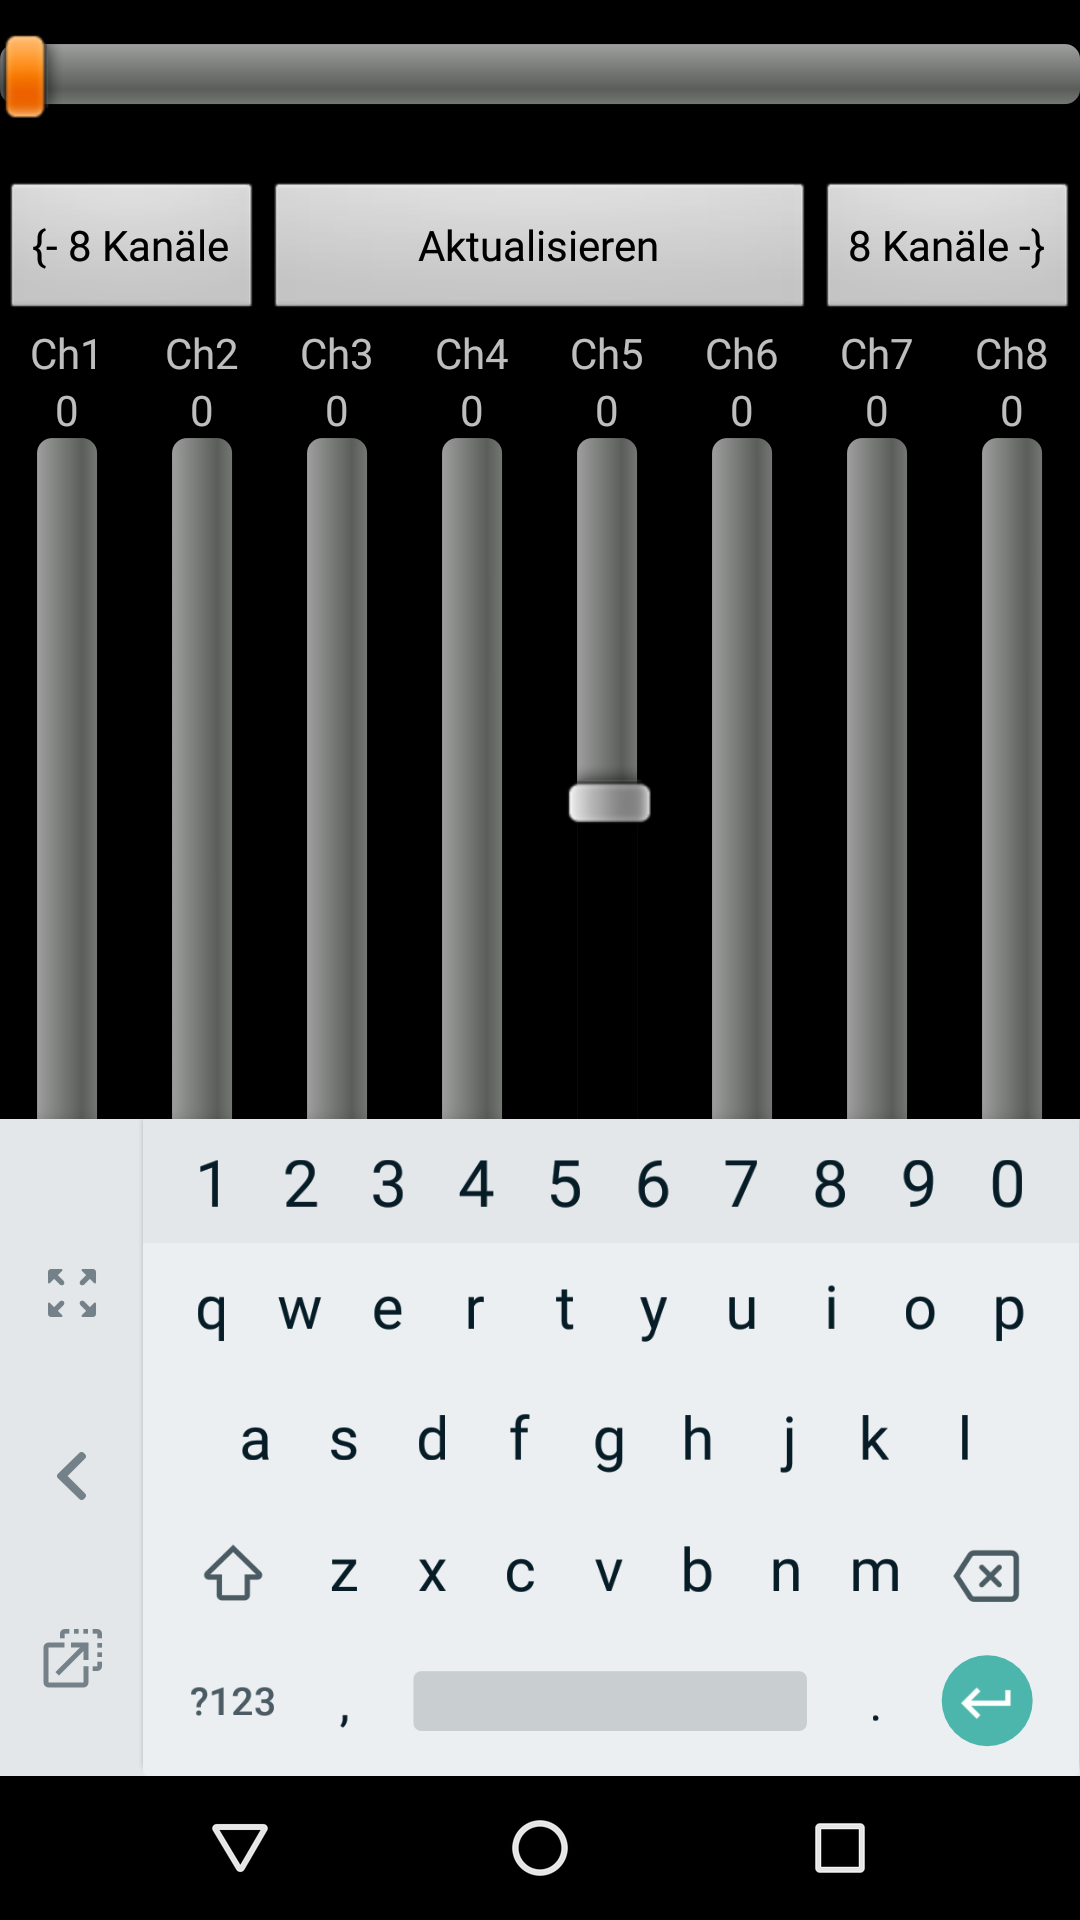 {- 8 Kanäle Aktualisieren 8 Kanäle -}
Ch1 Ch2 Ch3 Ch4 Ch5 Ch6 Ch7 Ch8
0 0 0 0 0 0 0 0
1 2 3 4 5 6 7 8 9 0
q w e r t y u i o p
a s d f g h j k l
z x c v b n m
?123 , .